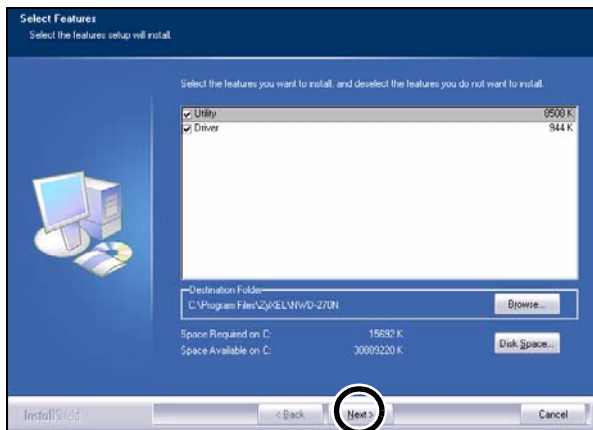 Select Features
Select the features setup will install.
Select the features you want to install, and deselect the features you do not want to install.
Utility 8508 K
Driver 944 K
Destination Folder
C:\Program Files\ZyXEL\NWD-270N
Browse...
Space Required on C: 15692 K
Space Available on C: 30089220 K
Disk Space...
InstallShield
< Back
Next >
Cancel